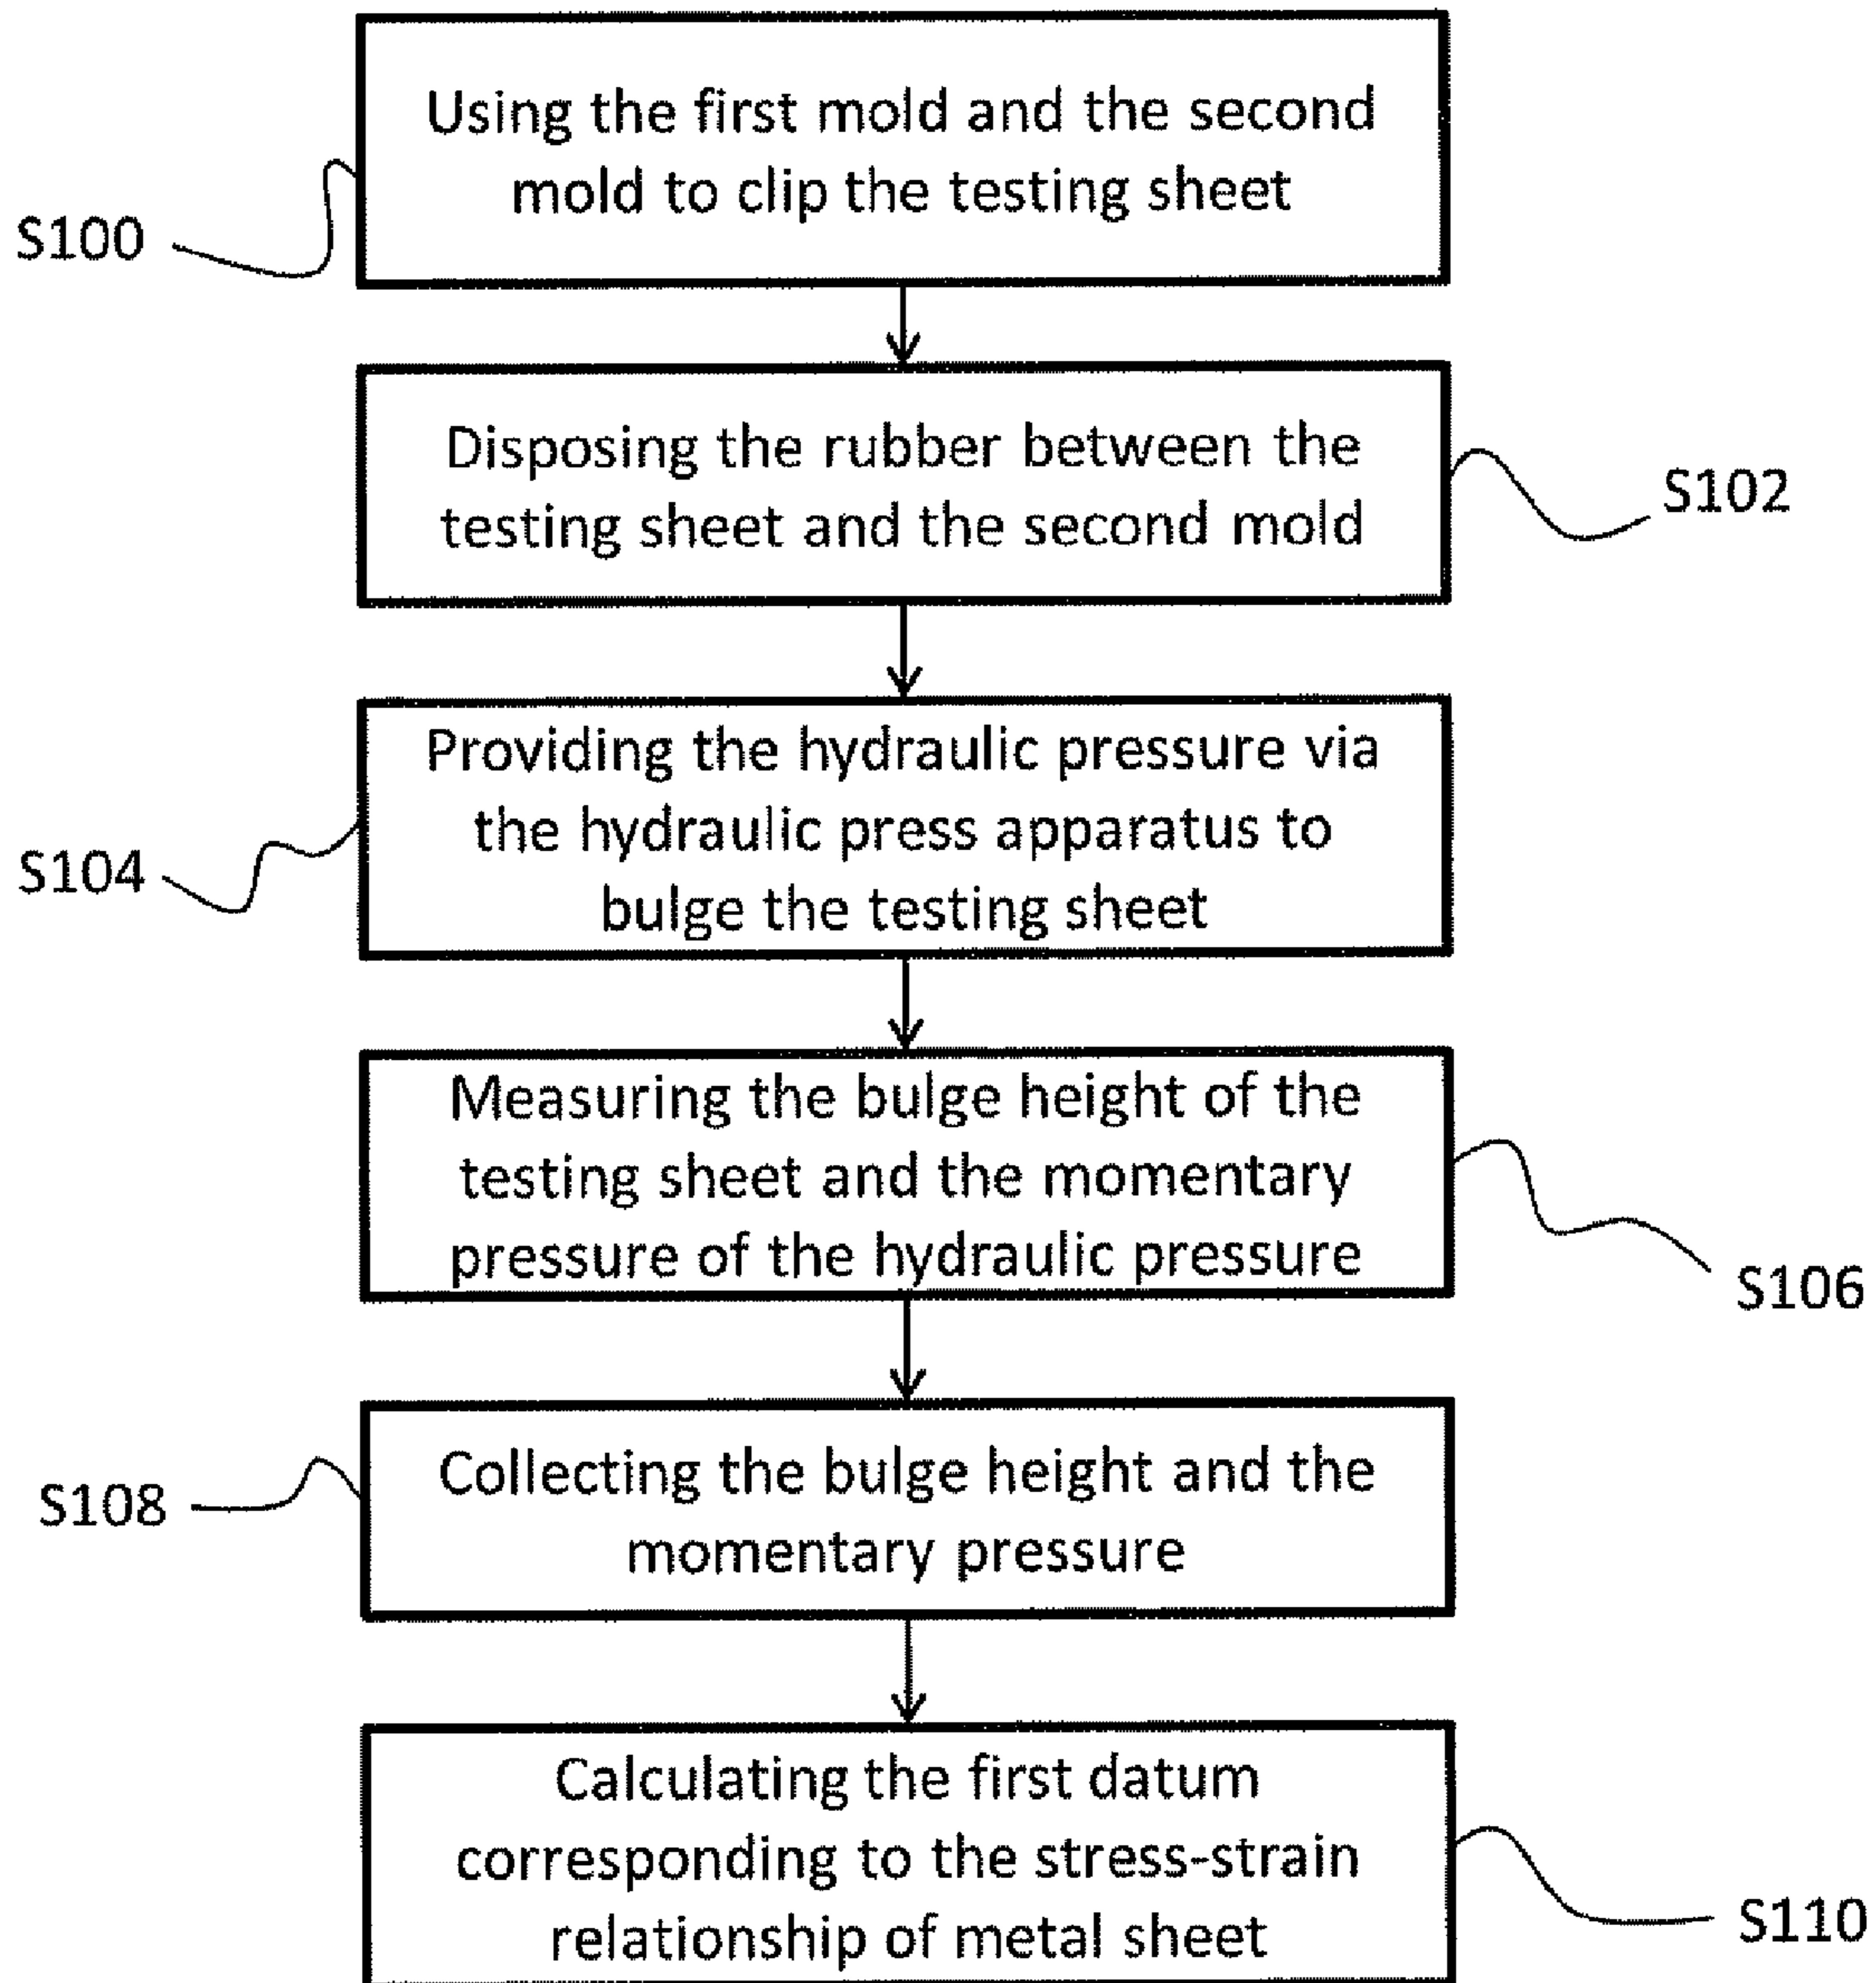 Using the first mold and the second
mold to clip the testing sheet
S100
Disposing the rubber between the
testing sheet and the second mold
S102
Providing the hydraulic pressure via
the hydraulic press apparatus to
bulge the testing sheet
S104
Measuring the bulge height of the
testing sheet and the momentary
pressure of the hydraulic pressure
S106
Collecting the bulge height and the
momentary pressure
S108
Calculating the first datum
corresponding to the stress-strain
relationship of metal sheet
S110